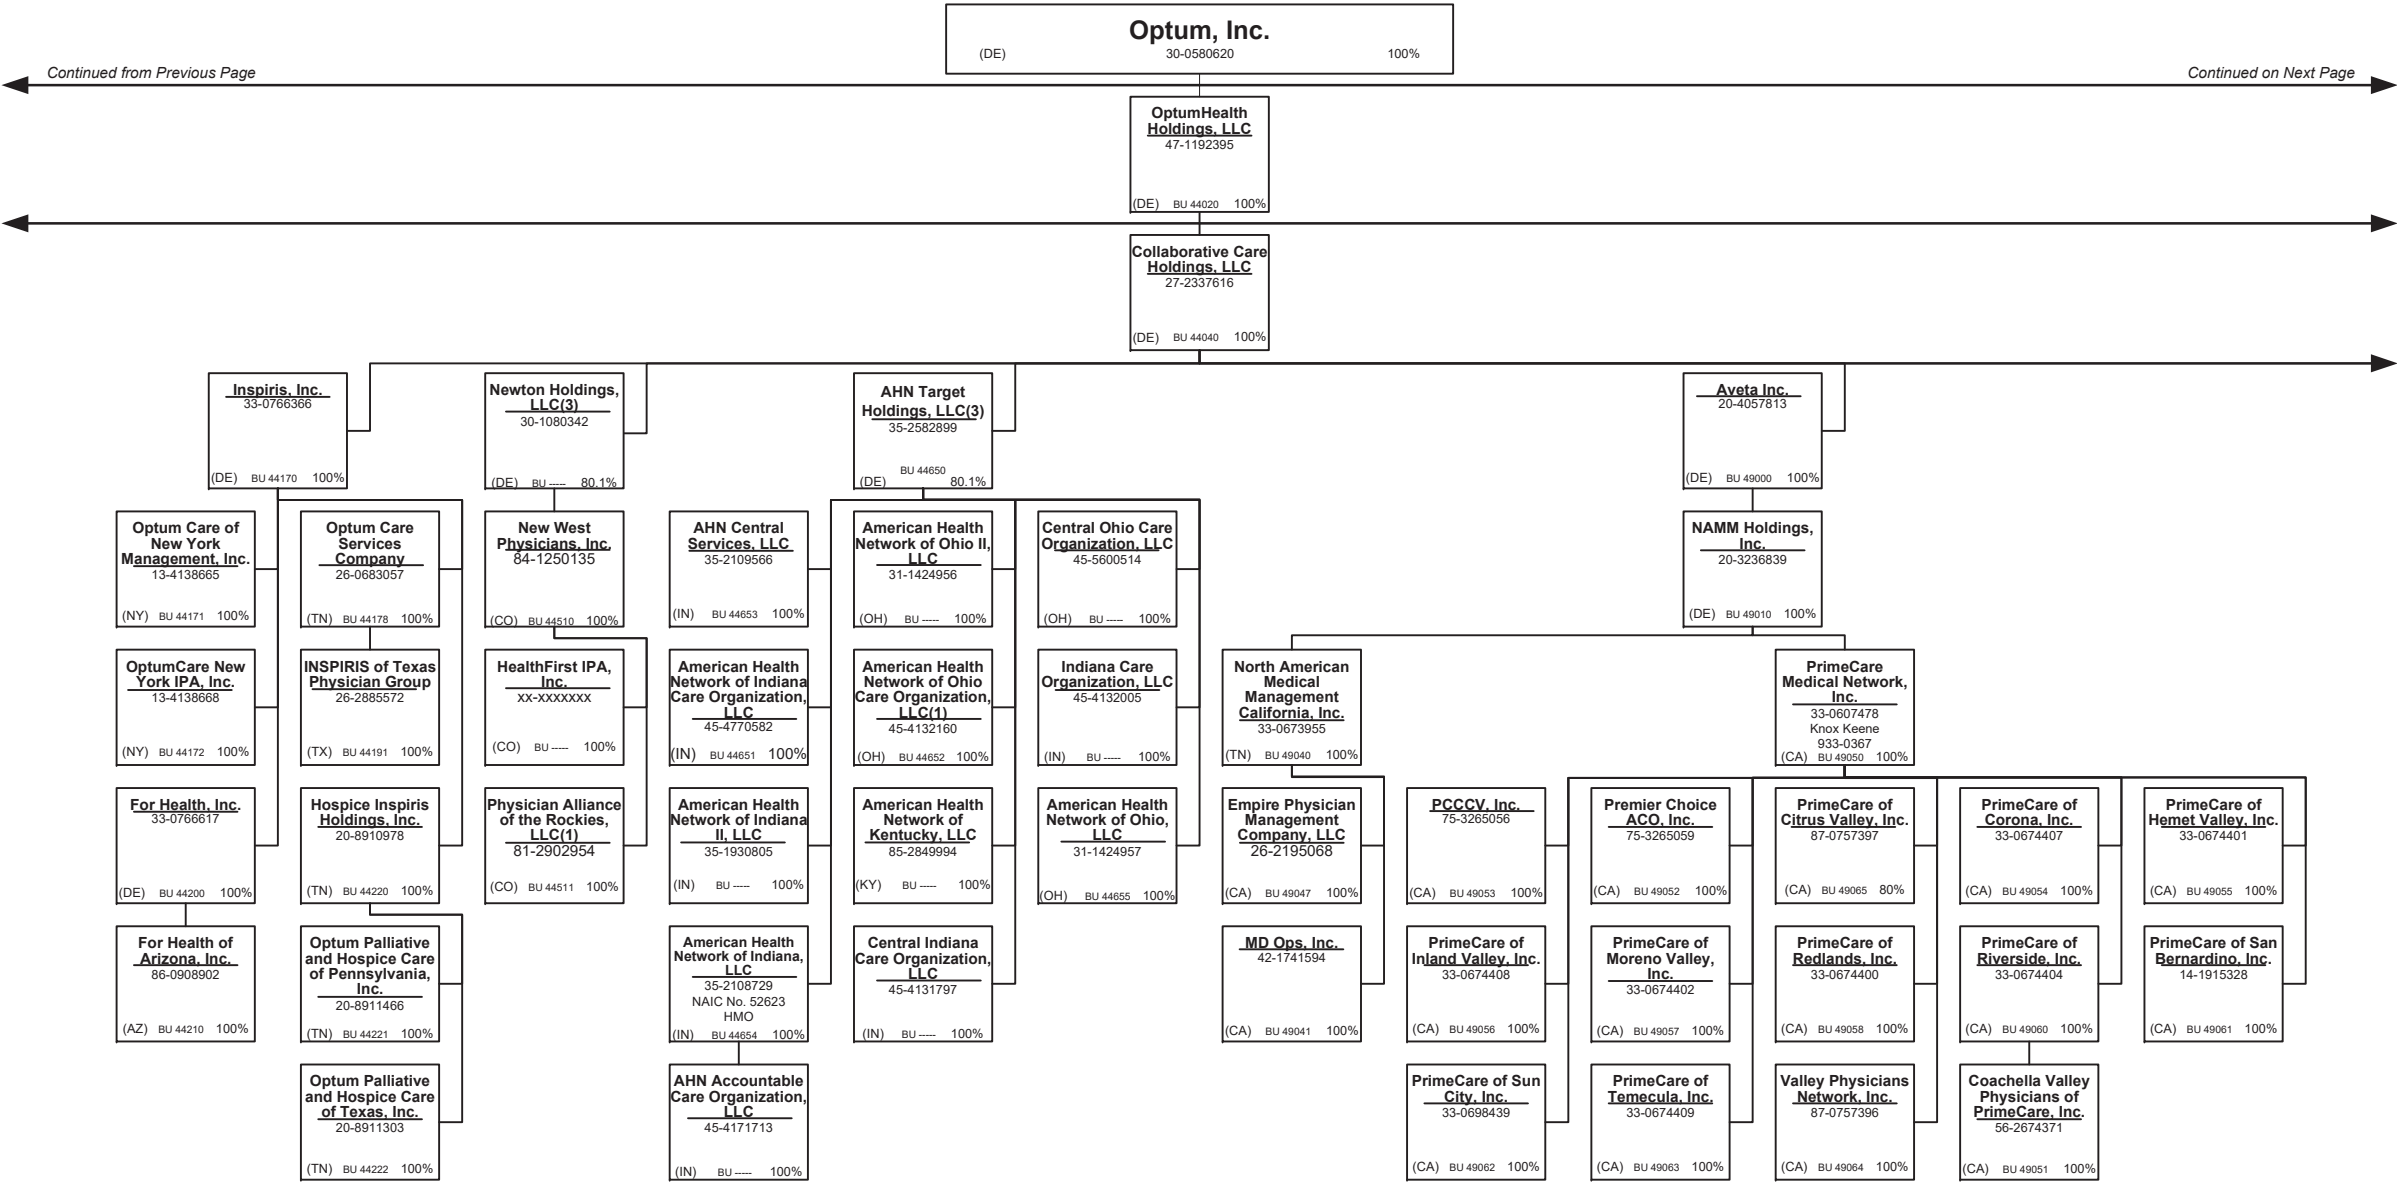 Optum, Inc.
(DE) 30-0580620 100%
Continued from Previous Page
Continued on Next Page
OptumHealth
Holdings, LLC
47-1192395
(DE) BU 44020 100%
Collaborative Care
Holdings, LLC
27-2337616
(DE) BU 44040 100%
Inspiris, Inc.
33-0766366
(DE) BU 44170 100%
Newton Holdings,
LLC(3)
30-1080342
(DE) BU ----- 80.1%
AHN Target
Holdings, LLC(3)
35-2582899
BU 44650
(DE) 80.1%
Aveta Inc.
20-4057813
(DE) BU 49000 100%
Optum Care of
New York
Management, Inc.
13-4138665
(NY) BU 44171 100%
Optum Care
Services
Company
26-0683057
(TN) BU 44178 100%
New West
Physicians, Inc.
84-1250135
(CO) BU 44510 100%
AHN Central
Services, LLC
35-2109566
(IN) BU 44653 100%
American Health
Network of Ohio II,
LLC
31-1424956
(OH) BU ----- 100%
Central Ohio Care
Organization, LLC
45-5600514
(OH) BU ----- 100%
NAMM Holdings,
Inc.
20-3236839
(DE) BU 49010 100%
OptumCare New
York IPA, Inc.
13-4138668
(NY) BU 44172 100%
INSPIRIS of Texas
Physician Group
26-2885572
(TX) BU 44191 100%
HealthFirst IPA,
Inc.
xx-xxxxxxx
(CO) BU ----- 100%
American Health
Network of Indiana
Care Organization,
LLC
45-4770582
(IN) BU 44651 100%
American Health
Network of Ohio
Care Organization,
LLC(1)
45-4132160
(OH) BU 44652 100%
Indiana Care
Organization, LLC
45-4132005
(IN) BU ----- 100%
North American
Medical
Management
California, Inc.
33-0673955
(TN) BU 49040 100%
PrimeCare
Medical Network,
Inc.
33-0607478
Knox Keene
933-0367
(CA) BU 49050 100%
For Health, Inc.
33-0766617
(DE) BU 44200 100%
Hospice Inspiris
Holdings, Inc.
20-8910978
(TN) BU 44220 100%
Physician Alliance
of the Rockies,
LLC(1)
81-2902954
(CO) BU 44511 100%
American Health
Network of Indiana
II, LLC
35-1930805
(IN) BU ----- 100%
American Health
Network of
Kentucky, LLC
85-2849994
(KY) BU ----- 100%
American Health
Network of Ohio,
LLC
31-1424957
(OH) BU 44655 100%
Empire Physician
Management
Company, LLC
26-2195068
(CA) BU 49047 100%
PCCCV, Inc.
75-3265056
(CA) BU 49053 100%
Premier Choice
ACO, Inc.
75-3265059
(CA) BU 49052 100%
PrimeCare of
Citrus Valley, Inc.
87-0757397
(CA) BU 49065 80%
PrimeCare of
Corona, Inc.
33-0674407
(CA) BU 49054 100%
PrimeCare of
Hemet Valley, Inc.
33-0674401
(CA) BU 49055 100%
For Health of
Arizona, Inc.
86-0908902
(AZ) BU 44210 100%
Optum Palliative
and Hospice Care
of Pennsylvania,
Inc.
20-8911466
(TN) BU 44221 100%
American Health
Network of Indiana,
LLC
35-2108729
NAIC No. 52623
HMO
(IN) BU 44654 100%
Central Indiana
Care Organization,
LLC
45-4131797
(IN) BU ----- 100%
MD Ops, Inc.
42-1741594
(CA) BU 49041 100%
PrimeCare of
Inland Valley, Inc.
33-0674408
(CA) BU 49056 100%
PrimeCare of
Moreno Valley,
Inc.
33-0674402
(CA) BU 49057 100%
PrimeCare of
Redlands, Inc.
33-0674400
(CA) BU 49058 100%
PrimeCare of
Riverside, Inc.
33-0674404
(CA) BU 49060 100%
PrimeCare of San
Bernardino, Inc.
14-1915328
(CA) BU 49061 100%
Optum Palliative
and Hospice Care
of Texas, Inc.
20-8911303
(TN) BU 44222 100%
AHN Accountable
Care Organization,
LLC
45-4171713
(IN) BU ----- 100%
PrimeCare of Sun
City, Inc.
33-0698439
(CA) BU 49062 100%
PrimeCare of
Temecula, Inc.
33-0674409
(CA) BU 49063 100%
Valley Physicians
Network, Inc.
87-0757396
(CA) BU 49064 100%
Coachella Valley
Physicians of
PrimeCare, Inc.
56-2674371
(CA) BU 49051 100%